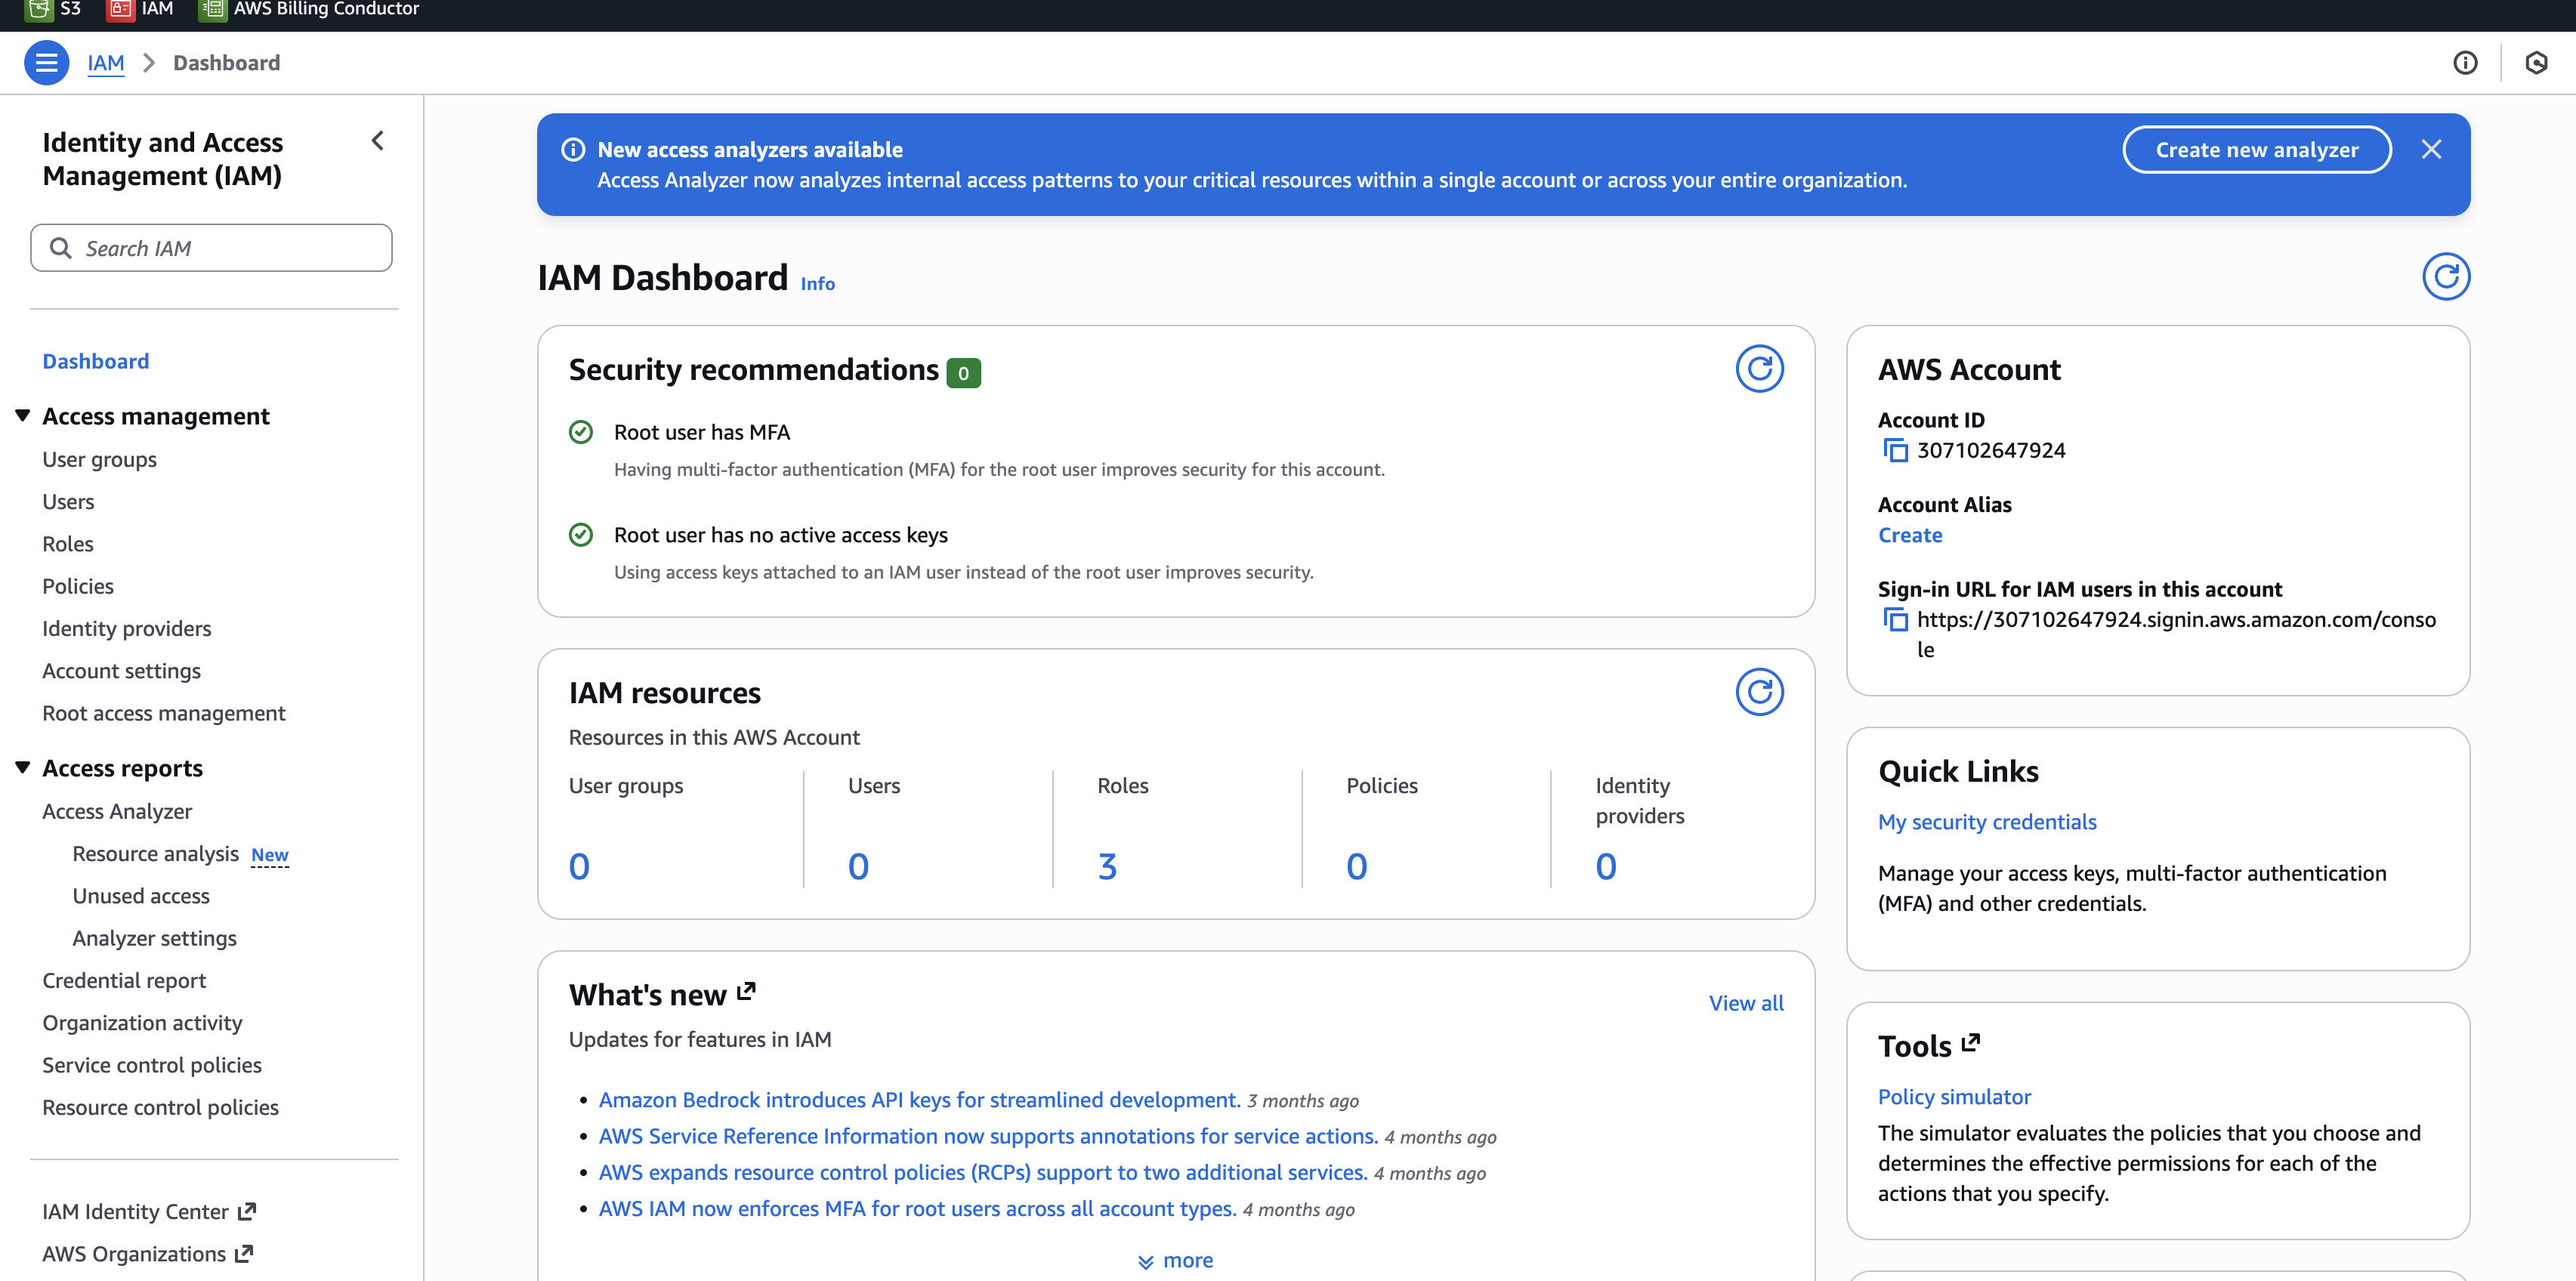 S3
IAM
AWS Billing Conductor
IAM
Dashboard
Identity and Access
Management (IAM)
Search IAM
Dashboard
Access management
User groups
Users
Roles
Policies
Identity providers
Account settings
Root access management
Access reports
Access Analyzer
Resource analysis New
Unused access
Analyzer settings
Credential report
Organization activity
Service control policies
Resource control policies
IAM Identity Center
AWS Organizations
New access analyzers available
Access Analyzer now analyzes internal access patterns to your critical resources within a single account or across your entire organization.
Create new analyzer
IAM Dashboard Info
Security recommendations 0
Root user has MFA
Having multi-factor authentication (MFA) for the root user improves security for this account.
Root user has no active access keys
Using access keys attached to an IAM user instead of the root user improves security.
IAM resources
Resources in this AWS Account
User groups
0
Users
0
Roles
3
Policies
0
Identity
providers
0
What's new
View all
Updates for features in IAM
• Amazon Bedrock introduces API keys for streamlined development. 3 months ago
• AWS Service Reference Information now supports annotations for service actions. 4 months ago
• AWS expands resource control policies (RCPs) support to two additional services. 4 months ago
• AWS IAM now enforces MFA for root users across all account types. 4 months ago
more
AWS Account
Account ID
307102647924
Account Alias
Create
Sign-in URL for IAM users in this account
https://307102647924.signin.aws.amazon.com/conso
le
Quick Links
My security credentials
Manage your access keys, multi-factor authentication
(MFA) and other credentials.
Tools
Policy simulator
The simulator evaluates the policies that you choose and
determines the effective permissions for each of the
actions that you specify.